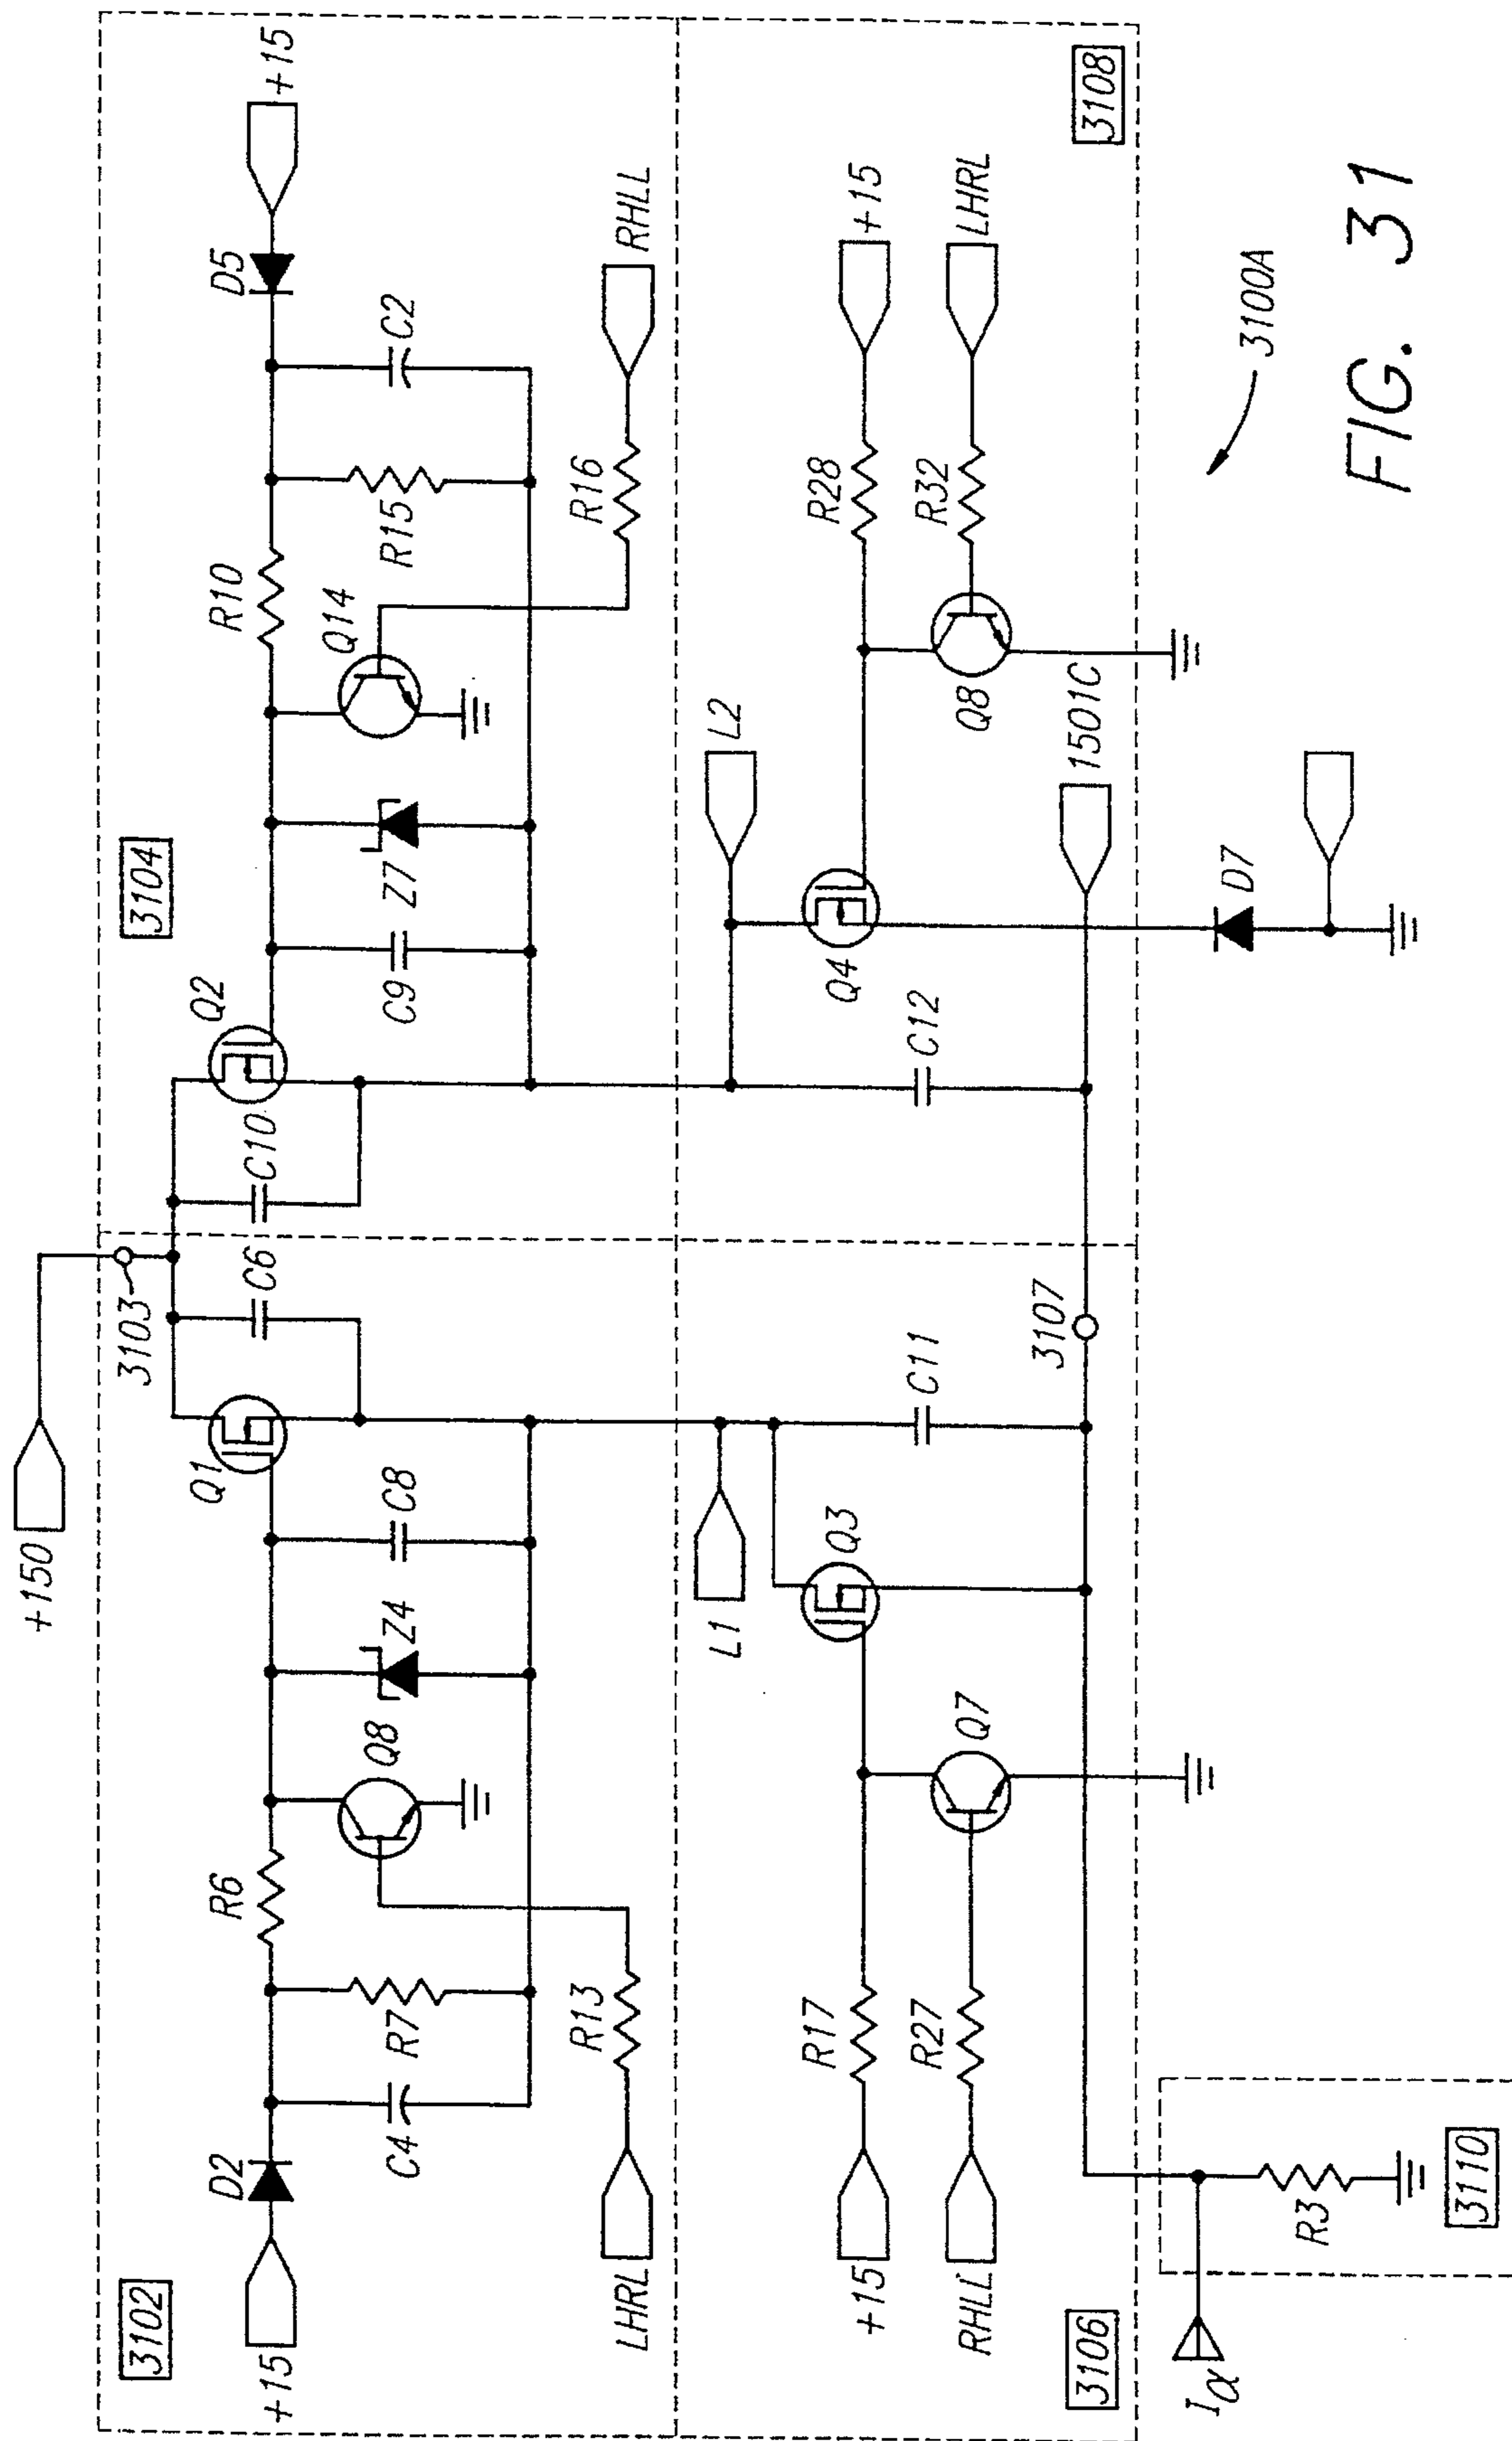 +150
3103
3102
+15
D2
C4
R7
R6
Q8
Z4
C8
Q1
C6
LHRL
R13
C10
Q2
3104
C9
Z7
Q14
R10
R15
C2
D5
+15
R16
RHLL
L1
Q3
C11
+15
R17
RHLL
R27
Q7
3106
3107
L2
Q4
C12
R28
+15
Q8
R32
LHRL
1501C
3108
D7
Iα
R3
3110
3100A
FIG. 31